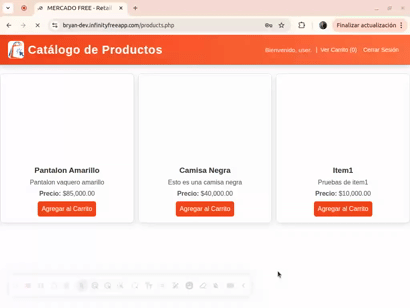 MERCADO FREE - Retail
bryan-dev.infinityfreeapp.com/products.php
Finalizar actualización
Catálogo de Productos
Bienvenido, user. | Ver Carrito (0) Cerrar Sesión
Pantalon Amarillo
Pantalon vaquero amarillo
Precio: $85,000.00
Agregar al Carrito
Camisa Negra
Esto es una camisa negra
Precio: $40,000.00
Agregar al Carrito
Item1
Pruebas de item1
Precio: $10,000.00
Agregar al Carrito